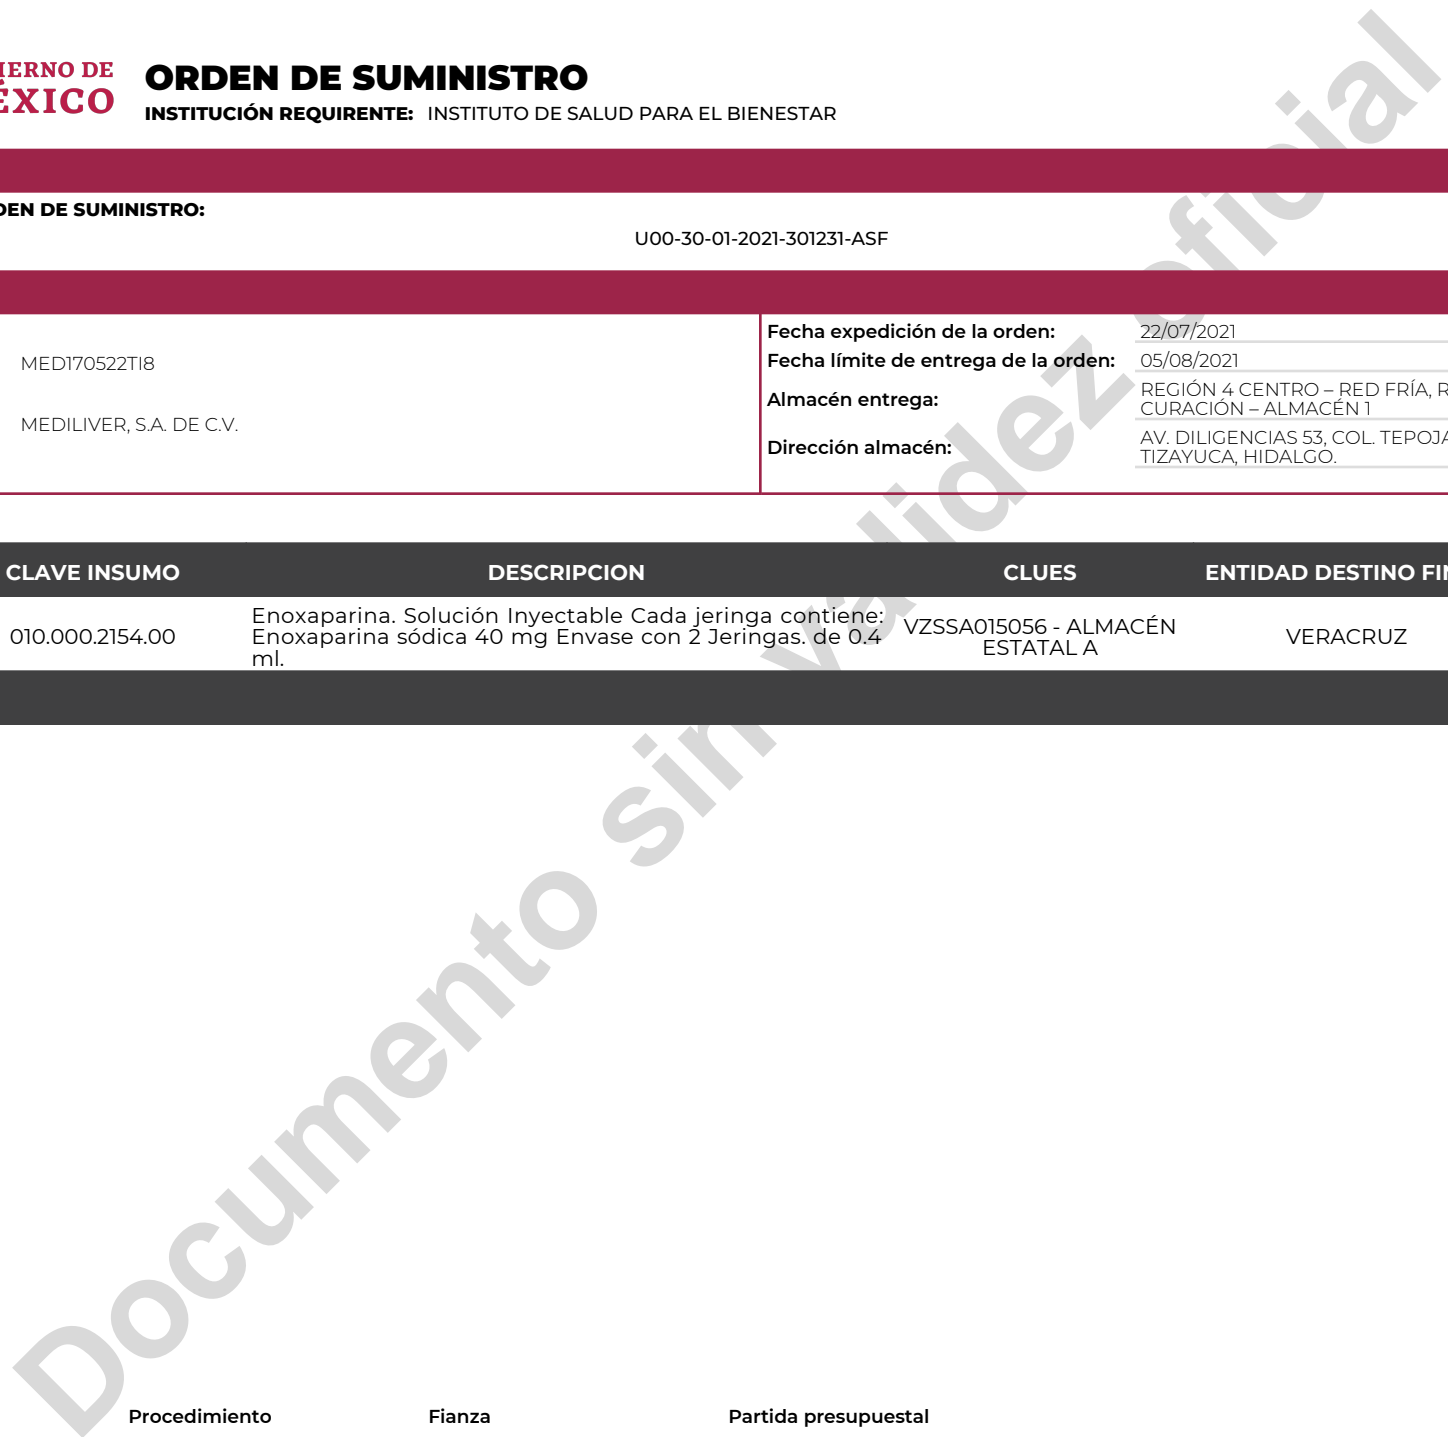 IERNO DE
ÉXICO
ORDEN DE SUMINISTRO
INSTITUCIÓN REQUIRENTE: INSTITUTO DE SALUD PARA EL BIENESTAR
DEN DE SUMINISTRO:
U00-30-01-2021-301231-ASF
MED170522TI8
MEDILIVER, S.A. DE C.V.
Fecha expedición de la orden: 22/07/2021
Fecha límite de entrega de la orden: 05/08/2021
Almacén entrega: REGIÓN 4 CENTRO – RED FRÍA, R
CURACIÓN – ALMACÉN 1
Dirección almacén: AV. DILIGENCIAS 53, COL. TEPOJA
TIZAYUCA, HIDALGO.
CLAVE INSUMO DESCRIPCION CLUES ENTIDAD DESTINO FIN
010.000.2154.00
Enoxaparina. Solución Inyectable Cada jeringa contiene:
Enoxaparina sódica 40 mg Envase con 2 Jeringas. de 0.4
ml.
VZSSA015056 - ALMACÉN
ESTATAL A
VERACRUZ
Documento sin validez oficial
Procedimiento Fianza Partida presupuestal